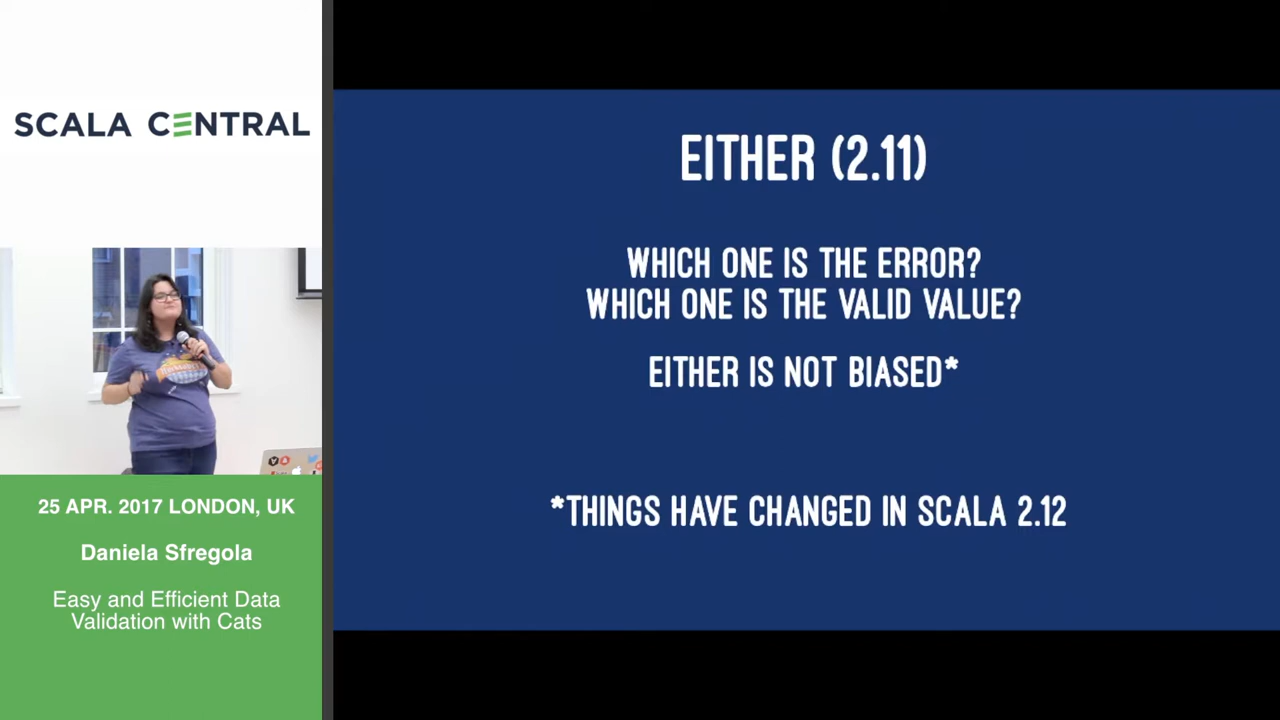 SCALA CENTRAL
25 APR. 2017 LONDON, UK
Daniela Sfregola
Easy and Efficient Data
Validation with Cats
EITHER (2.11)
WHICH ONE IS THE ERROR?
WHICH ONE IS THE VALID VALUE?
EITHER IS NOT BIASED*
*THINGS HAVE CHANGED IN SCALA 2.12